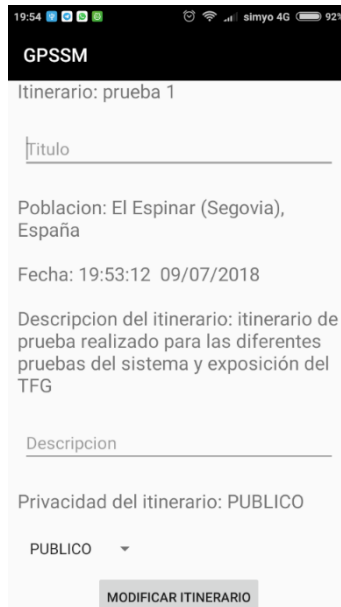 19:54 simyo 4G 92%
GPSSM
Itinerario: prueba 1
Titulo
Poblacion: El Espinar (Segovia),
España
Fecha: 19:53:12 09/07/2018
Descripcion del itinerario: itinerario de
prueba realizado para las diferentes
pruebas del sistema y exposición del
TFG
Descripcion
Privacidad del itinerario: PUBLICO
PUBLICO
MODIFICAR ITINERARIO